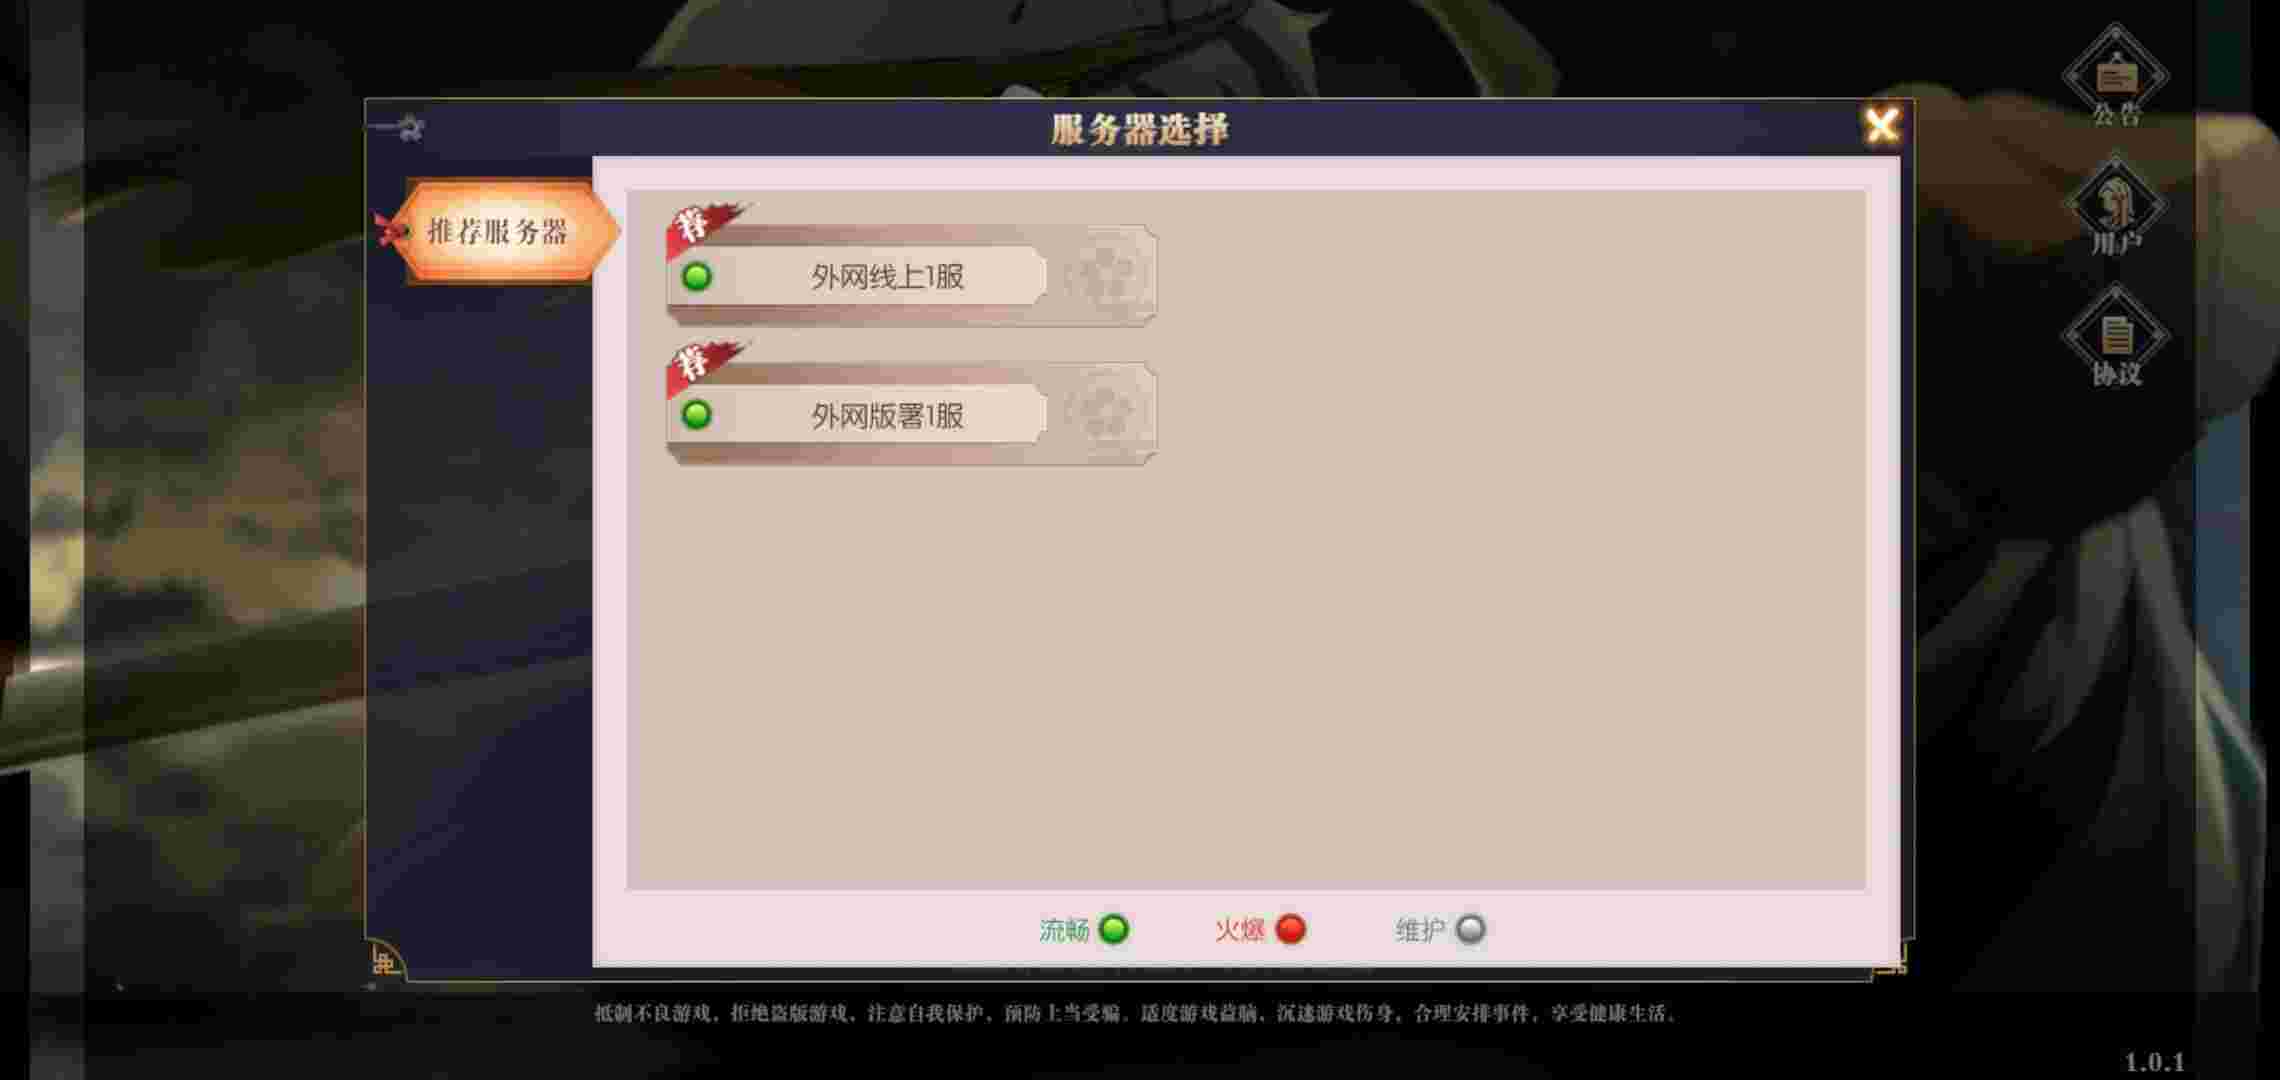 服务器选择
公告
用户
协议
推荐服务器
荐
外网线上1服
荐
外网版署1服
流畅
火爆
维护
抵制不良游戏，拒绝盗版游戏。注意自我保护，预防上当受骗。适度游戏益脑，沉迷游戏伤身。合理安排事件，享受健康生活。
1.0.1